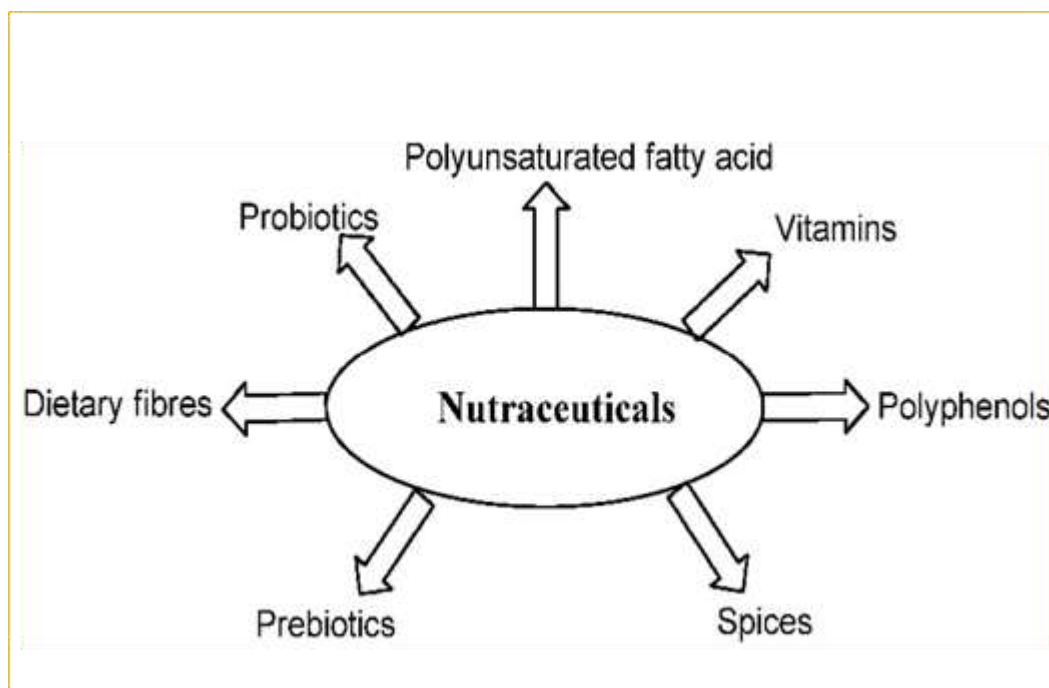 Polyunsaturated fatty acid
Probiotics
Vitamins
Dietary fibres
Nutraceuticals
Polyphenols
Prebiotics
Spices